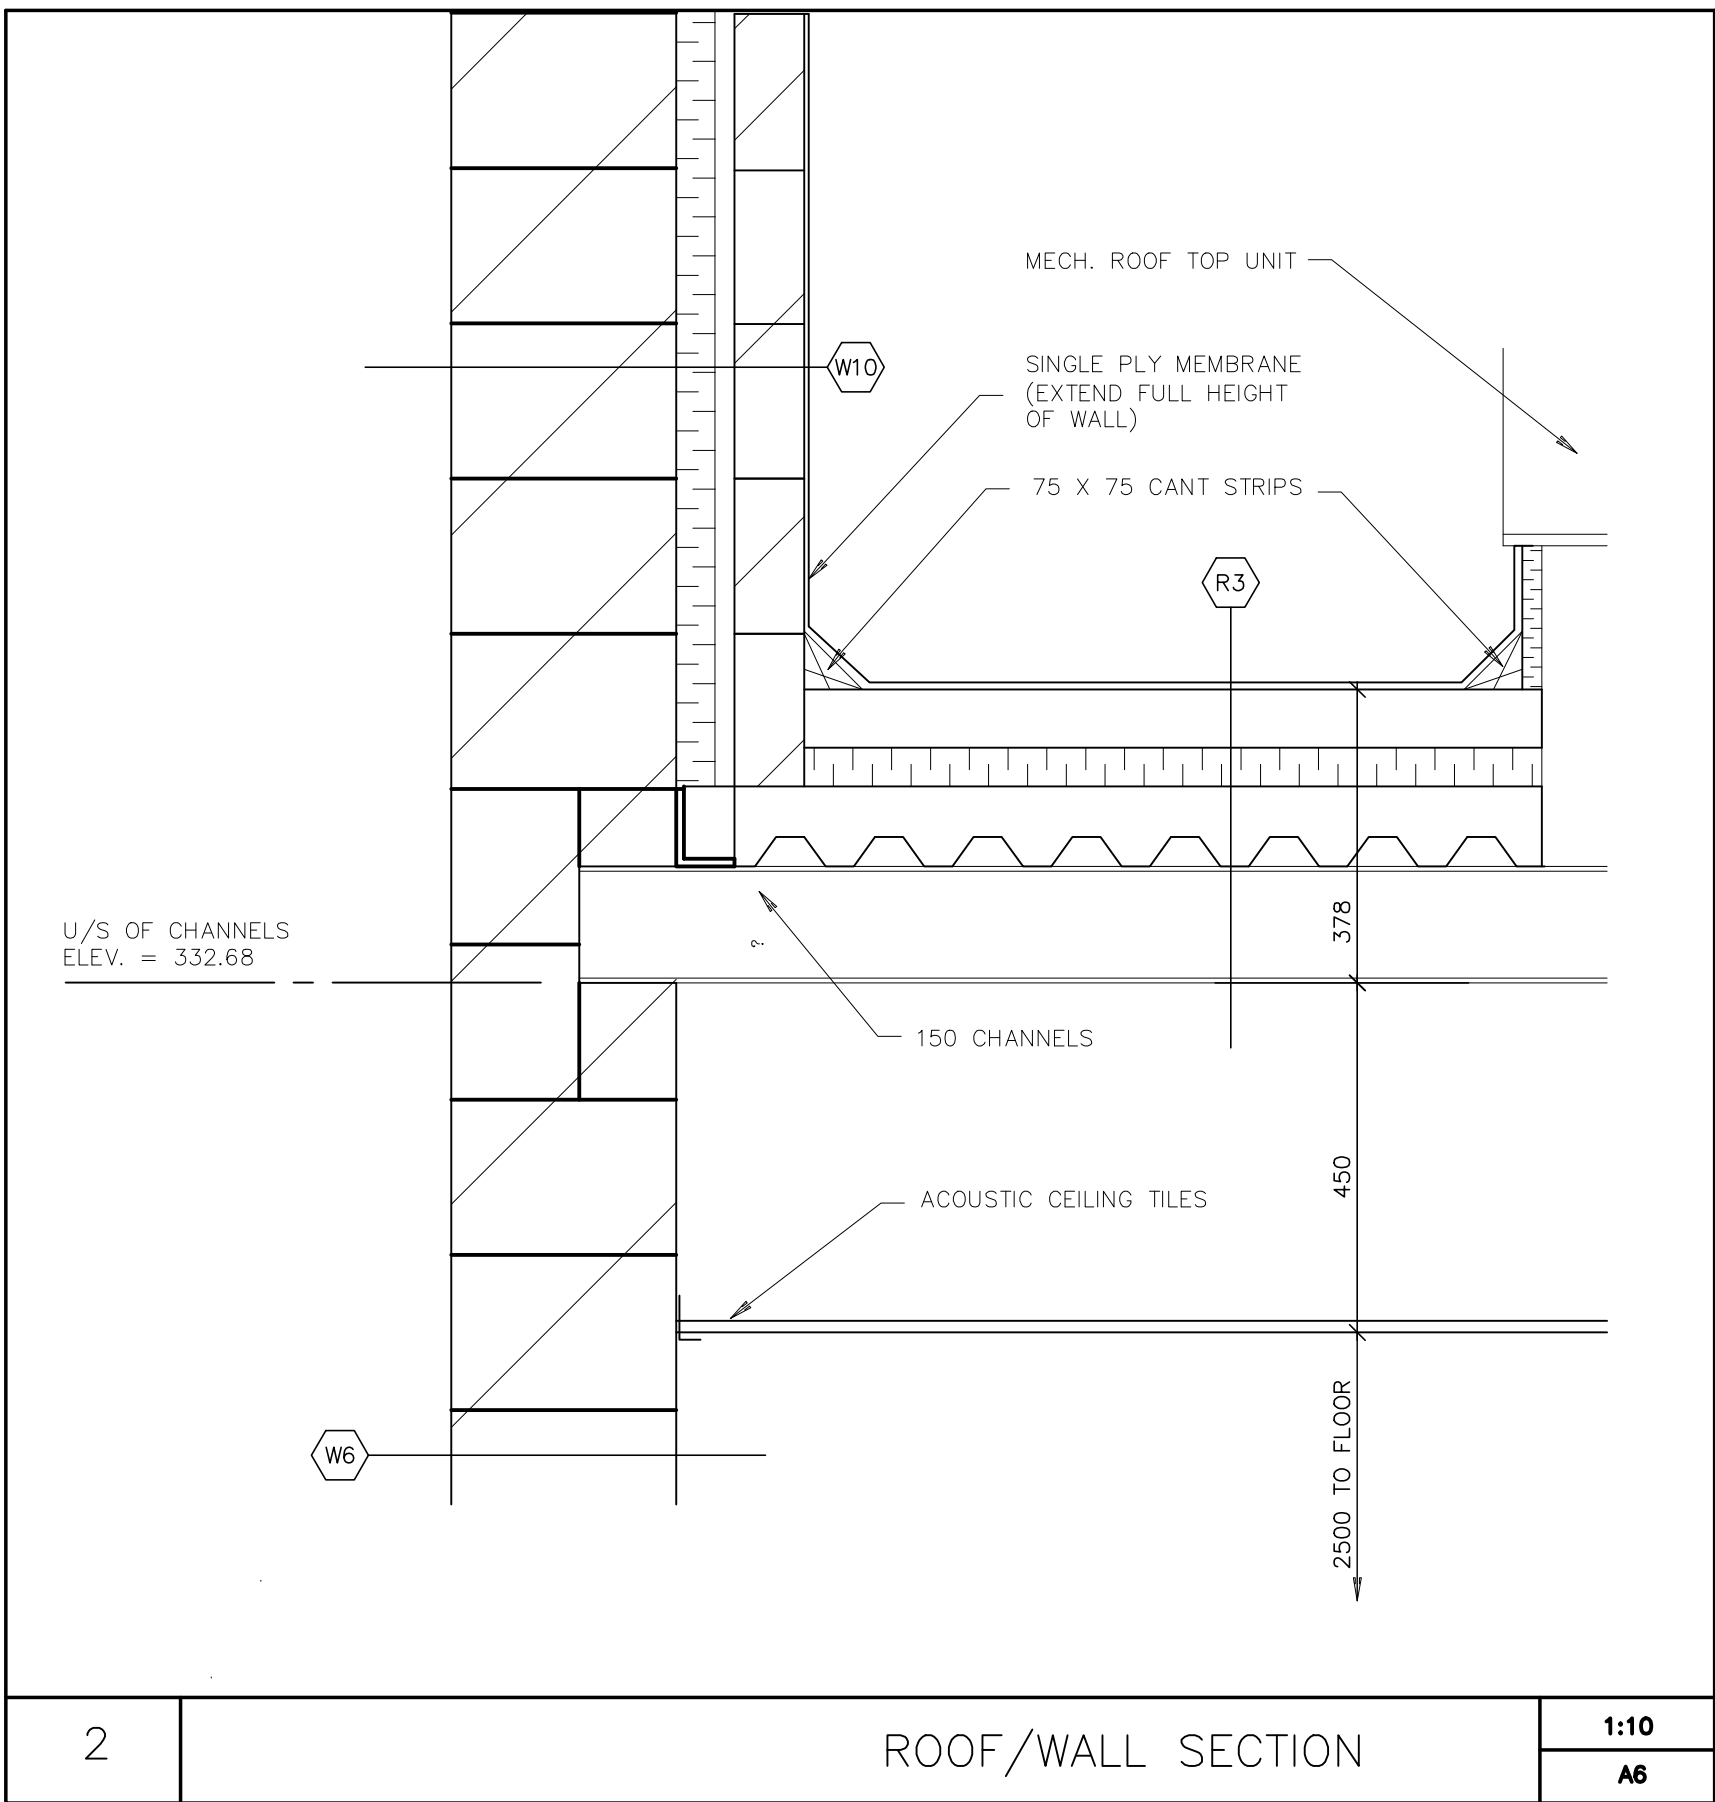 MECH. ROOF TOP UNIT
SINGLE PLY MEMBRANE
(EXTEND FULL HEIGHT
OF WALL)
W10
75 X 75 CANT STRIPS
R3
U/S OF CHANNELS
ELEV. = 332.68
378
?
150 CHANNELS
450
ACOUSTIC CEILING TILES
2500 TO FLOOR
W6
2
ROOF/WALL SECTION
1:10
A6